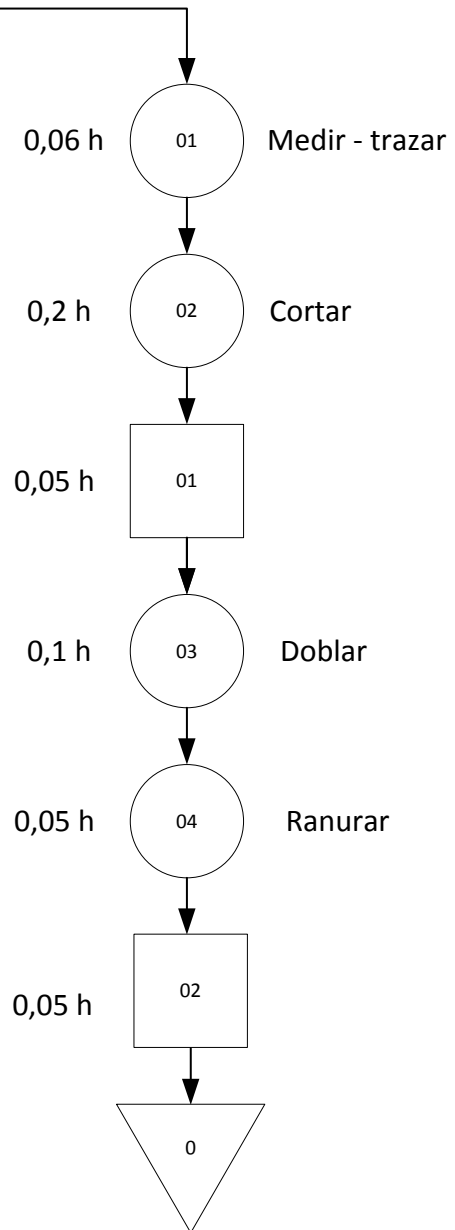 0,06 h 01 Medir - trazar
0,2 h 02 Cortar
0,05 h 01
0,1 h 03 Doblar
0,05 h 04 Ranurar
0,05 h 02
0